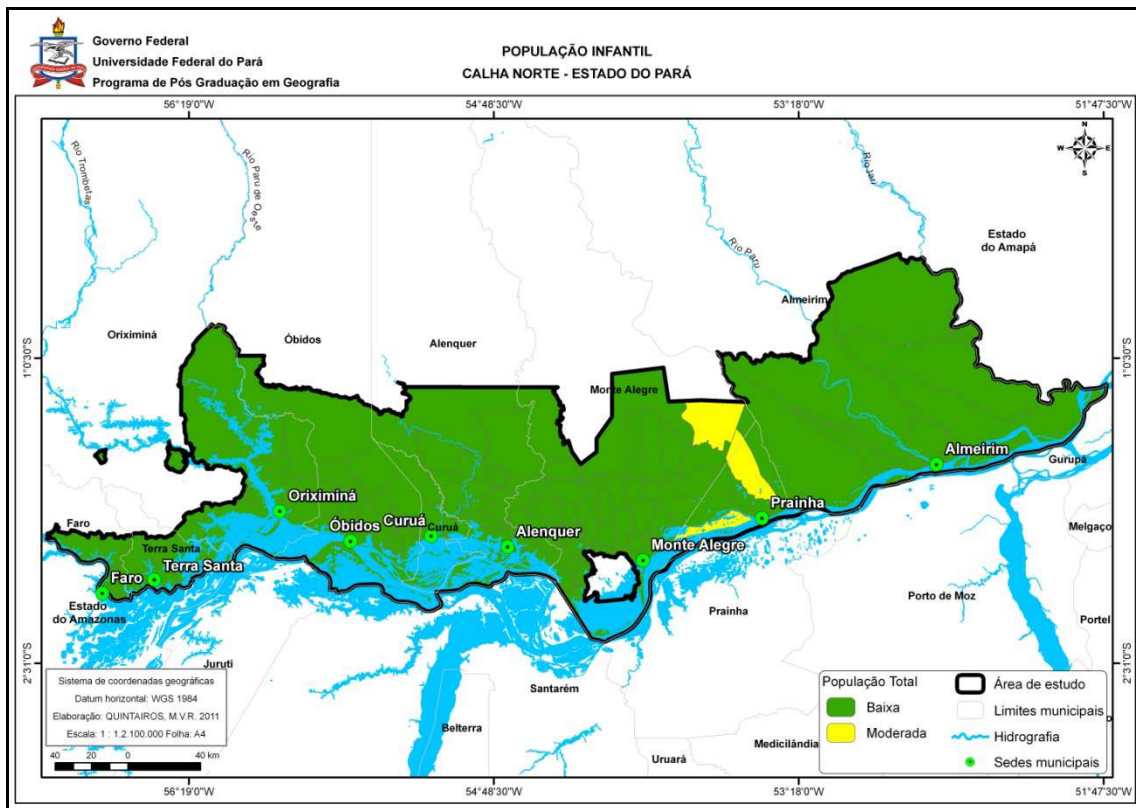 Governo Federal
Universidade Federal do Pará
Programa de Pós Graduação em Geografia
POPULAÇÃO INFANTIL
CALHA NORTE - ESTADO DO PARÁ
56°19'0"W
54°48'30"W
53°18'0"W
51°47'30"W
N
W
E
S
Rio Trombetas
Rio Paru de Oeste
Rio Paru
Rio Jari
Estado
do Amapá
Almeirim
Oriximiná
Óbidos
Alenquer
Monte Alegre
1°0'30"S
1°0'30"S
Almeirim
Gurupá
Prainha
Oriximiná
Óbidos
Curuá
Curuá
Alenquer
Monte Alegre
Melgaço
Faro
Terra Santa
Terra Santa
Faro
Estado
do Amazonas
Prainha
Porto de Moz
Portel
2°31'0"S
2°31'0"S
Juruti
Santarém
Belterra
Uruará
Medicilândia
Sistema de coordenadas geográficas
Datum horizontal: WGS 1984
Elaboração: QUINTAIROS, M.V.R. 2011
Escala: 1 : 1.2.100.000 Folha: A4
40 20 0 40 km
População Total
Baixa
Moderada
Área de estudo
Limites municipais
Hidrografia
Sedes municipais
56°19'0"W
54°48'30"W
53°18'0"W
51°47'30"W